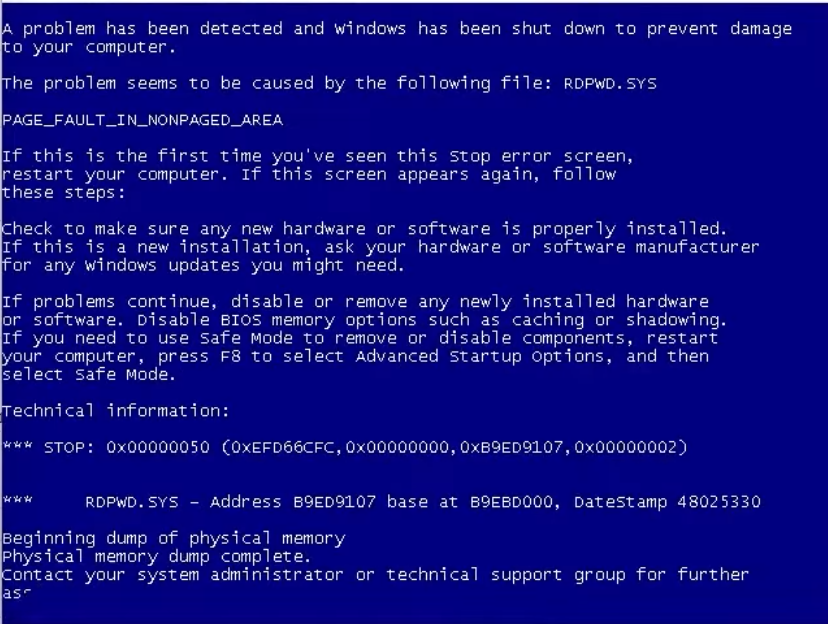 A problem has been detected and Windows has been shut down to prevent damage
to your computer.
The problem seems to be caused by the following file: RDPWD.SYS
PAGE_FAULT_IN_NONPAGED_AREA
If this is the first time you've seen this Stop error screen,
restart your computer. If this screen appears again, follow
these steps:
Check to make sure any new hardware or software is properly installed.
If this is a new installation, ask your hardware or software manufacturer
for any Windows updates you might need.
If problems continue, disable or remove any newly installed hardware
or software. Disable BIOS memory options such as caching or shadowing.
If you need to use Safe Mode to remove or disable components, restart
your computer, press F8 to select Advanced Startup Options, and then
select Safe Mode.
Technical information:
*** STOP: 0x00000050 (0xEFD66CFC,0x00000000,0xB9ED9107,0x00000002)
*** RDPWD.SYS - Address B9ED9107 base at B9EBD000, DateStamp 48025330
Beginning dump of physical memory
Physical memory dump complete.
Contact your system administrator or technical support group for further